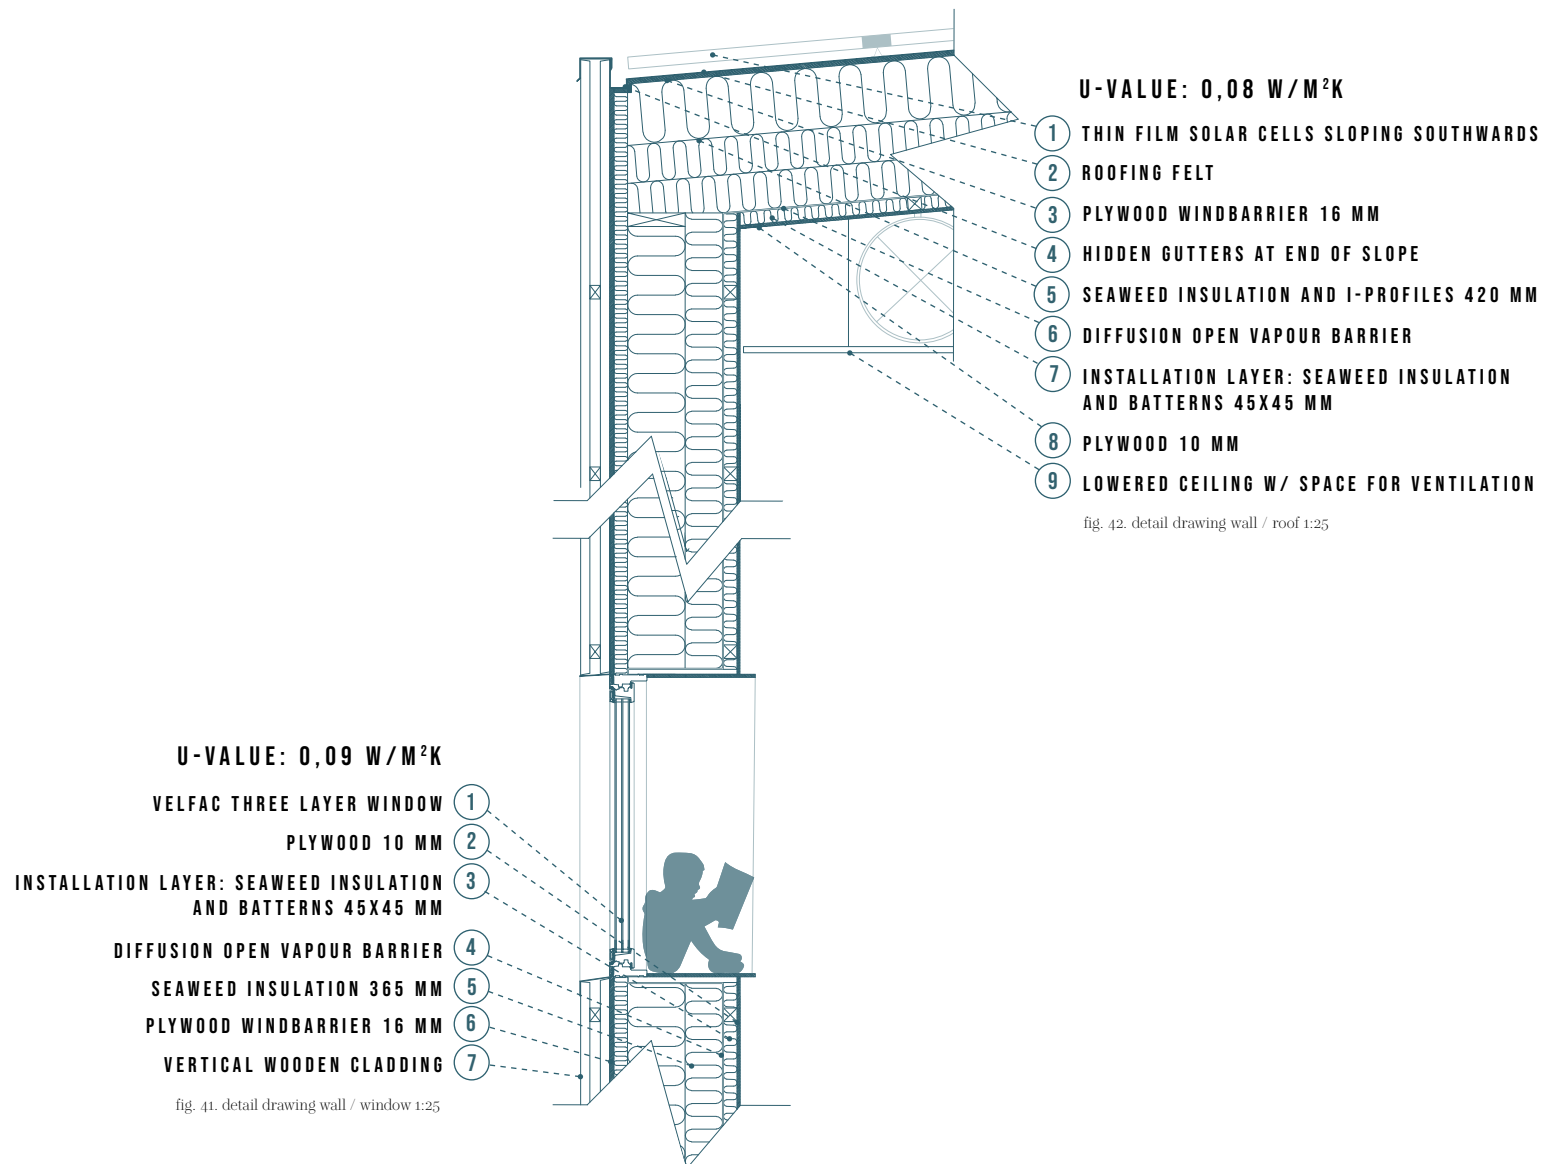 U-VALUE: 0,08 W/M²K
1 THIN FILM SOLAR CELLS SLOPING SOUTHWARDS
2 ROOFING FELT
3 PLYWOOD WINDBARRIER 16 MM
4 HIDDEN GUTTERS AT END OF SLOPE
5 SEAWEED INSULATION AND I-PROFILES 420 MM
6 DIFFUSION OPEN VAPOUR BARRIER
7 INSTALLATION LAYER: SEAWEED INSULATION
AND BATTERNS 45X45 MM
8 PLYWOOD 10 MM
9 LOWERED CEILING W/ SPACE FOR VENTILATION
fig. 42. detail drawing wall / roof 1:25
U-VALUE: 0,09 W/M²K
VELFAC THREE LAYER WINDOW 1
PLYWOOD 10 MM 2
INSTALLATION LAYER: SEAWEED INSULATION 3
AND BATTERNS 45X45 MM
DIFFUSION OPEN VAPOUR BARRIER 4
SEAWEED INSULATION 365 MM 5
PLYWOOD WINDBARRIER 16 MM 6
VERTICAL WOODEN CLADDING 7
fig. 41. detail drawing wall / window 1:25